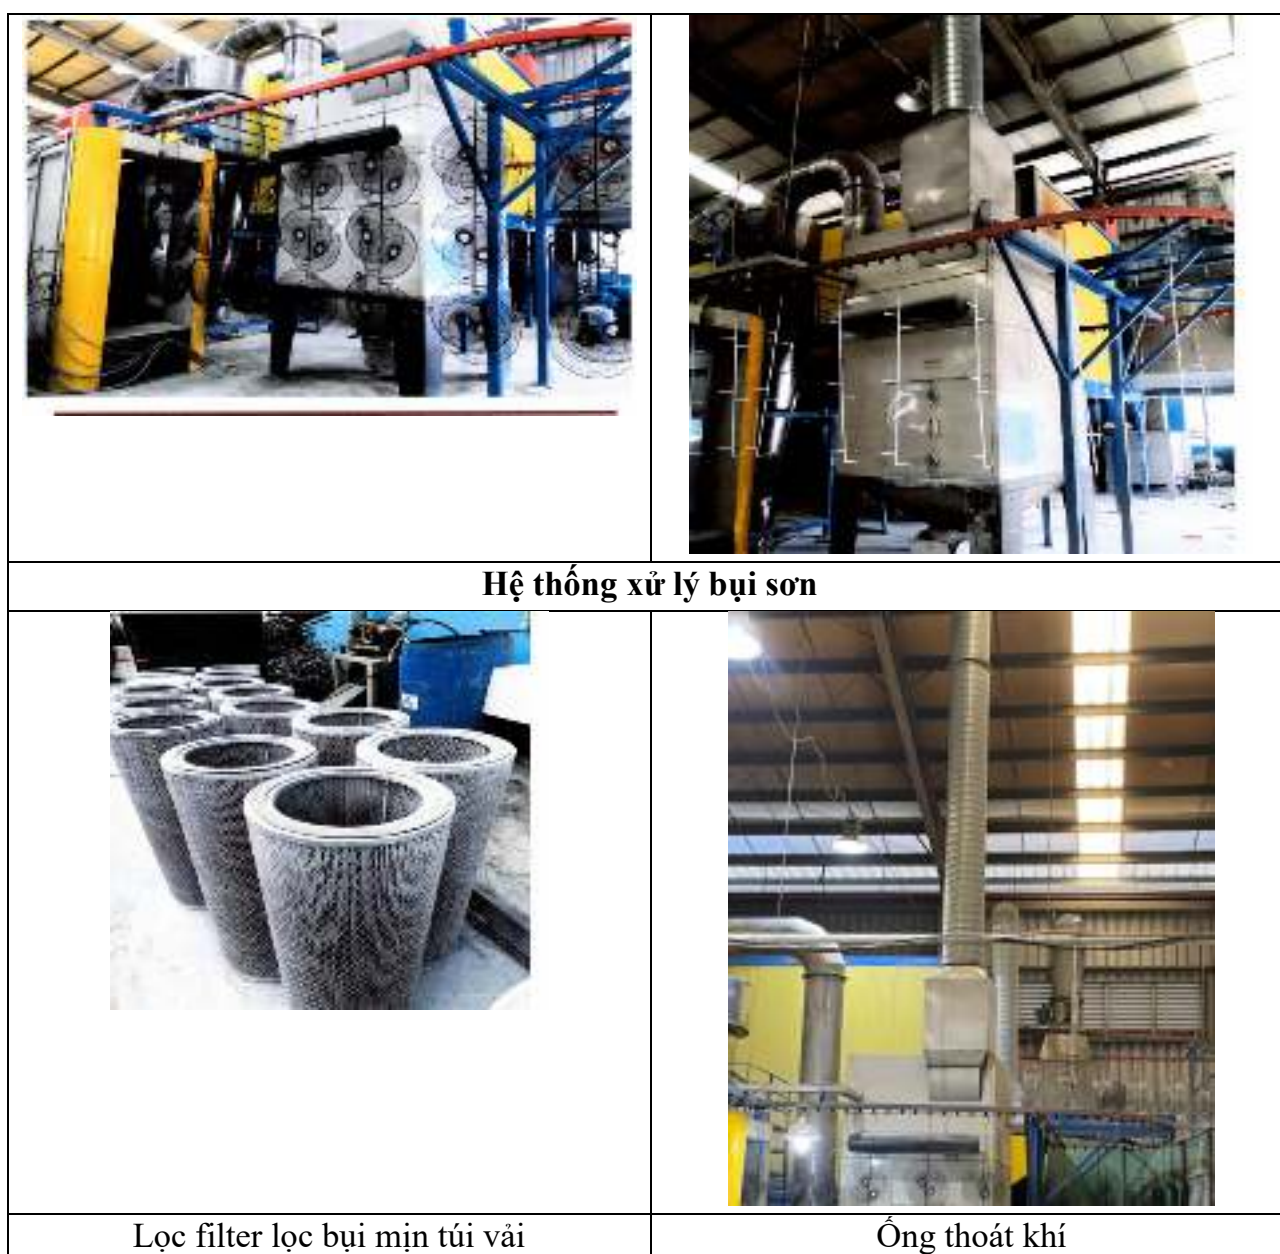 Hệ thống xử lý bụi sơn
Lọc filter lọc bụi mịn túi vải
Ống thoát khí